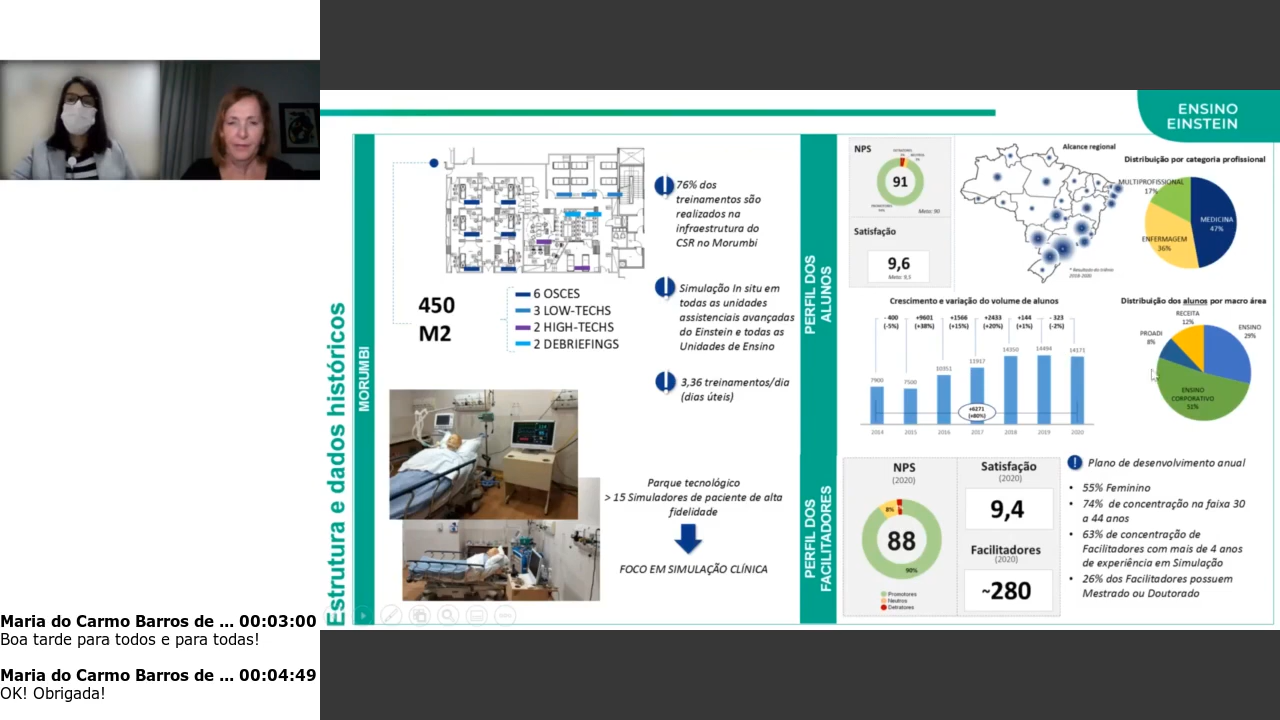 Maria do Carmo Barros de ... 00:03:00
Boa tarde para todos e para todas!
Maria do Carmo Barros de ... 00:04:49
OK! Obrigada!
ENSINO
EINSTEIN
Estrutura e dados históricos
MORUMBI
450
M2
6 OSCES
3 LOW-TECHS
2 HIGH-TECHS
2 DEBRIEFINGS
76% dos
treinamentos são
realizados na
infraestrutura do
CSR no Morumbi
Simulação In situ em
todas as unidades
assistenciais avançadas
do Einstein e todas as
Unidades de Ensino
3,36 treinamentos/dia
(dias úteis)
Parque tecnológico
> 15 Simuladores de paciente de alta
fidelidade
FOCO EM SIMULAÇÃO CLÍNICA
PERFIL DOS
ALUNOS
NPS
91
Meta: 90
Satisfação
9,6
Meta: 9,5
Alcance regional
Distribuição por categoria profissional
MULTIPROFISSIONAL
17%
MEDICINA
47%
ENFERMAGEM
36%
Crescimento e variação do volume de alunos
- 400 +9601 +1566 +2433 +144 - 323
(-5%) (+38%) (+15%) (+20%) (+1%) (-2%)
7900 7500 10351 11917 14350 14494 14171
+6271
(+80%)
2014 2015 2016 2017 2018 2019 2020
Distribuição dos alunos por macro área
RECEITA
12%
PROADI
8%
ENSINO
29%
ENSINO
CORPORATIVO
51%
PERFIL DOS
FACILITADORES
NPS
(2020)
8%
88
90%
Promotores
Neutros
Detratores
Satisfação
(2020)
9,4
Facilitadores
(2020)
~280
Plano de desenvolvimento anual
• 55% Feminino
• 74% de concentração na faixa 30
a 44 anos
• 63% de concentração de
Facilitadores com mais de 4 anos
de experiência em Simulação
• 26% dos Facilitadores possuem
Mestrado ou Doutorado